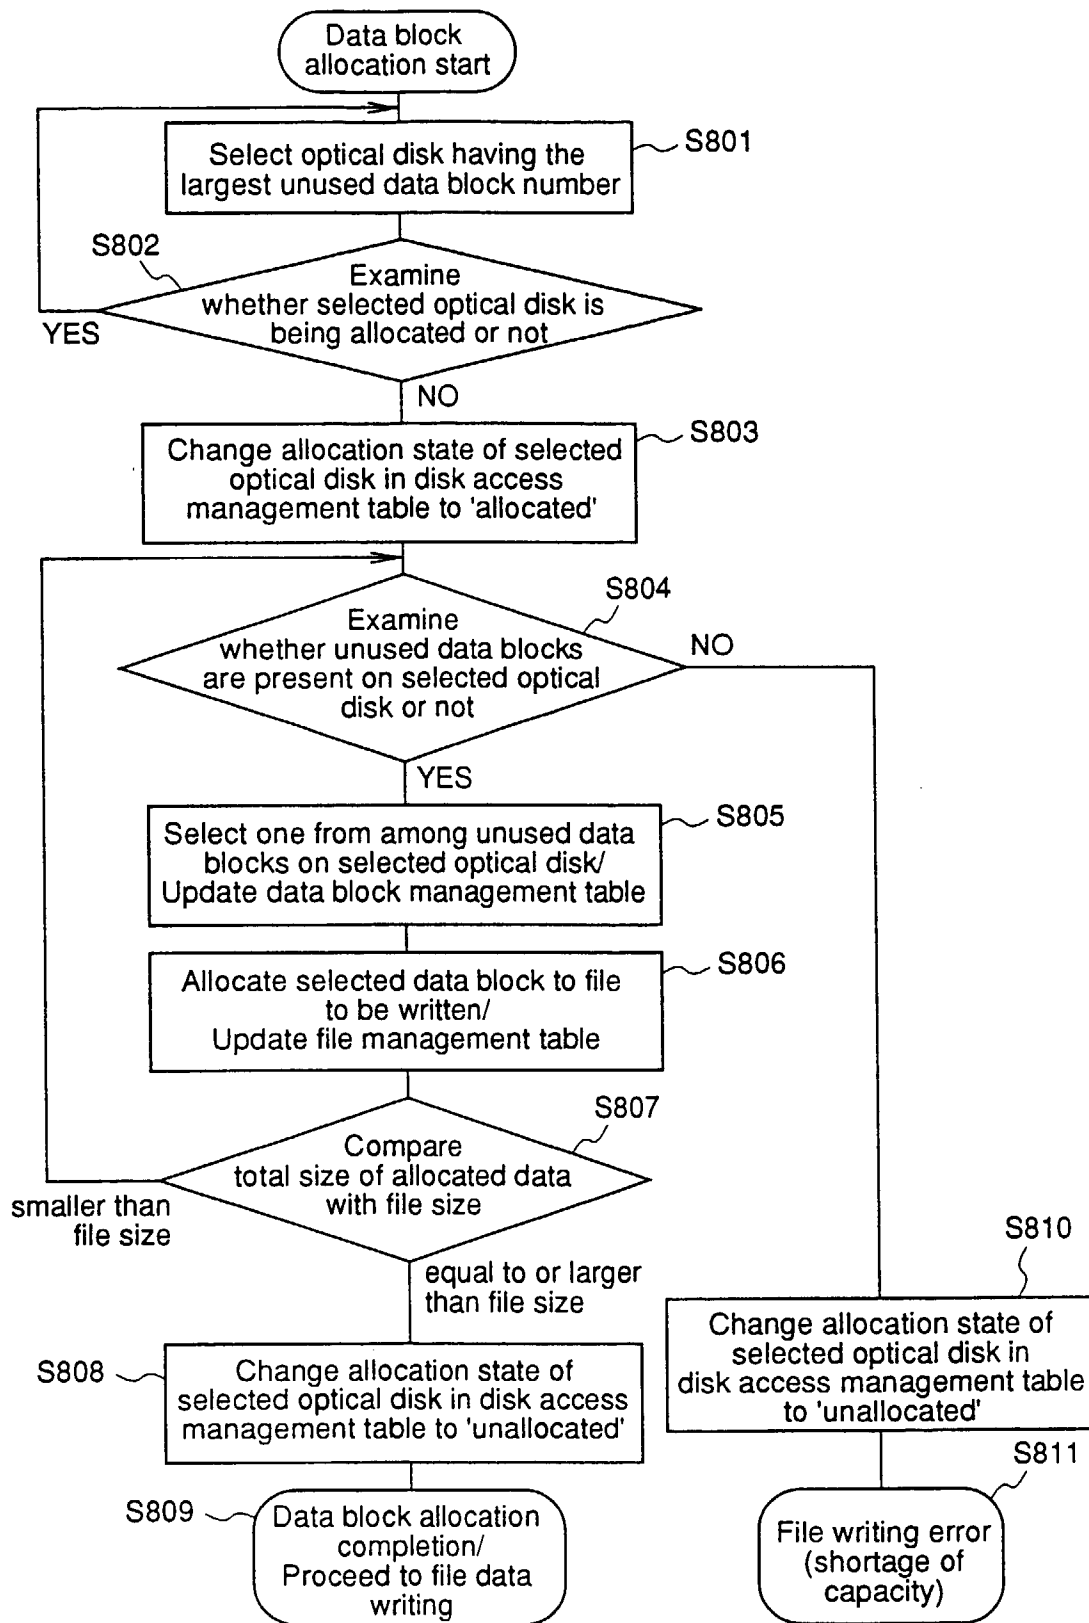 Data block
allocation start
S801
Select optical disk having the
largest unused data block number
S802
Examine
whether selected optical disk is
being allocated or not
YES
NO
S803
Change allocation state of selected
optical disk in disk access
management table to 'allocated'
S804
Examine
whether unused data blocks
are present on selected optical
disk or not
NO
YES
S805
Select one from among unused data
blocks on selected optical disk/
Update data block management table
S806
Allocate selected data block to file
to be written/
Update file management table
S807
Compare
total size of allocated data
with file size
smaller than
file size
equal to or larger
than file size
S810
Change allocation state of
selected optical disk in
disk access management table
to 'unallocated'
S808
Change allocation state of
selected optical disk in disk access
management table to 'unallocated'
S811
File writing error
(shortage of
capacity)
S809
Data block allocation
completion/
Proceed to file data
writing